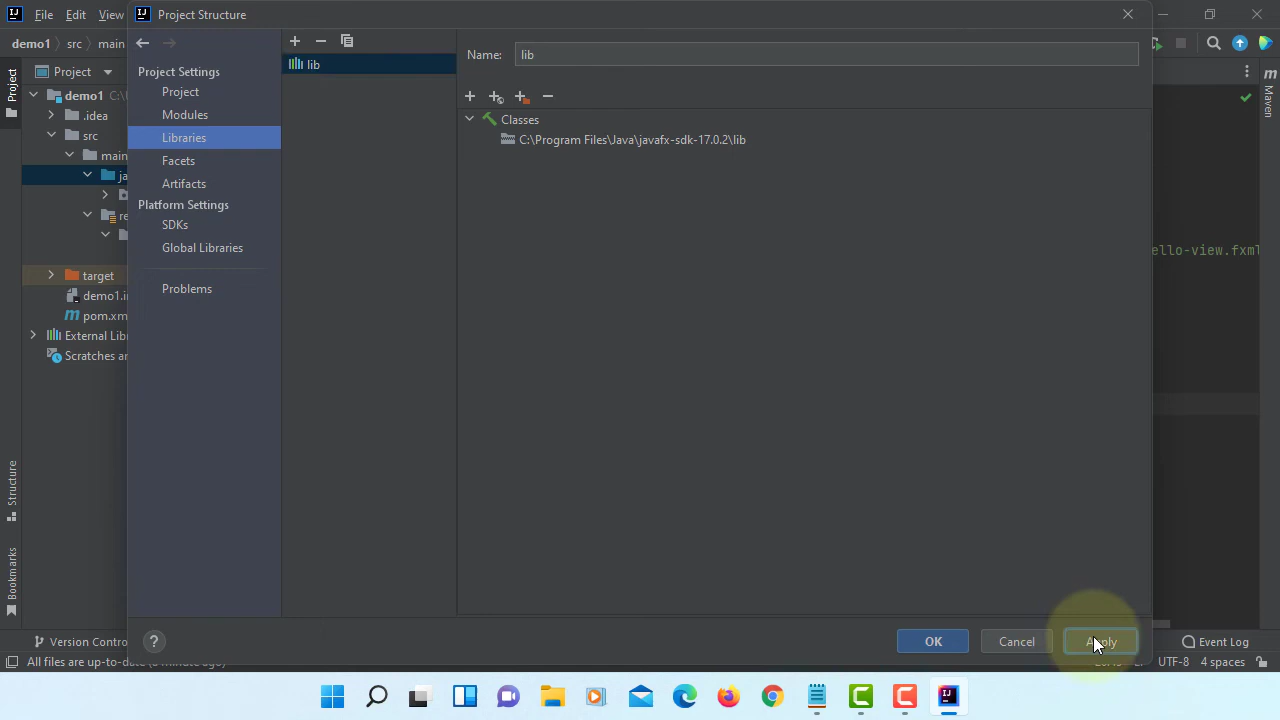 File Edit View
Project Structure
demo1 src main
Project
demo1 C:\
.idea
src
main
target
pom.xm
External Lib
Scratches ar
Project
Structure
Bookmarks
Project Settings
Project
Modules
Libraries
Facets
Artifacts
Platform Settings
SDKs
Global Libraries
Problems
lib
Name: lib
Classes
C:\Program Files\Java\javafx-sdk-17.0.2\lib
ello-view.fxml
m
Maven
? OK Cancel Apply
Version Contro
Event Log
All files are up-to-date
UTF-8 4 spaces